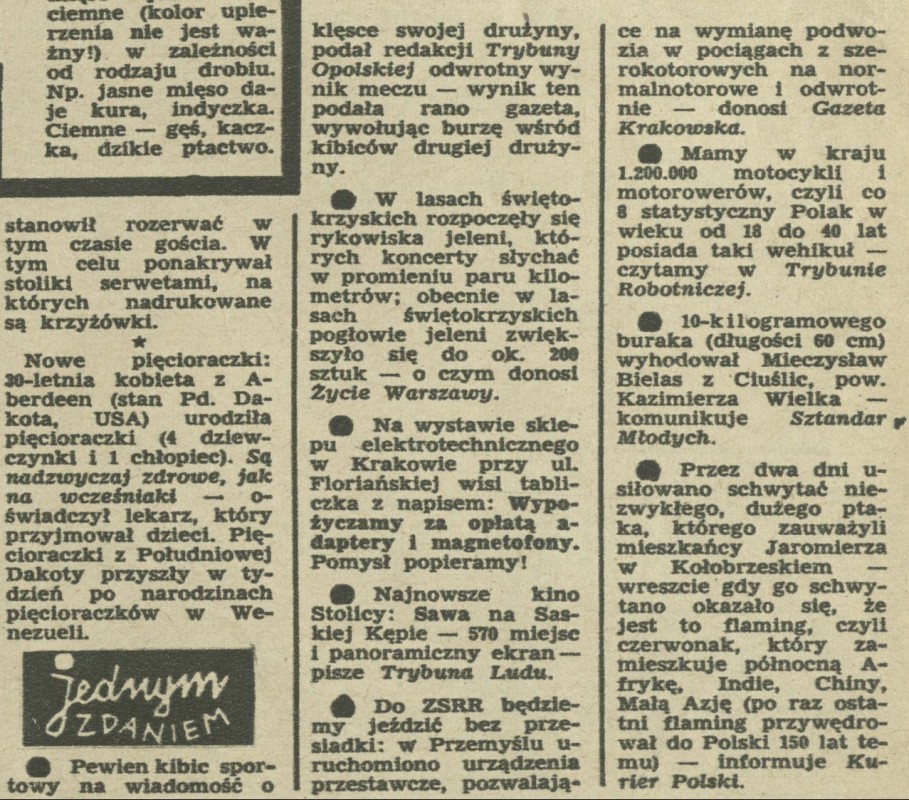 ciemne (kolor upie-
rzenia nie jest wa-
żny!) w zależności
od rodzaju drobiu.
Np. jasne mięso da-
je kura, indyczka.
Ciemne — gęś, kacz-
ka, dzikie ptactwo.
stanowił rozerwać w
tym czasie gościa. W
tym celu ponakrywał
stoliki serwetami, na
których nadrukowane
są krzyżówki.
★
Nowe pięcioraczki:
30-letnia kobieta z A-
berdeen (stan Pd. Da-
kota, USA) urodziła
pięcioraczki (4 dziew-
czynki i 1 chłopiec). Są
nadzwyczaj zdrowe, jak
na wcześniaki — o-
świadczył lekarz, który
przyjmował dzieci. Pię-
cioraczki z Południowej
Dakoty przyszły w ty-
dzień po narodzinach
pięcioraczków w We-
nezueli.
jednym
ZDANIEM
● Pewien kibic spor-
towy na wiadomość o
klęsce swojej drużyny,
podał redakcji Trybuny
Opolskiej odwrotny wy-
nik meczu — wynik ten
podała rano gazeta,
wywołując burzę wśród
kibiców drugiej druży-
ny.
● W lasach święto-
krzyskich rozpoczęły się
rykowiska jeleni, któ-
rych koncerty słychać
w promieniu paru kilo-
metrów; obecnie w la-
sach świętokrzyskich
pogłowie jeleni zwięk-
szyło się do ok. 200
sztuk — o czym donosi
Życie Warszawy.
● Na wystawie skle-
pu elektrotechnicznego
w Krakowie przy ul.
Floriańskiej wisi tabli-
czka z napisem: Wypo-
życzamy za opłatą a-
daptery i magnetofony.
Pomysł popieramy!
● Najnowsze kino
Stolicy: Sawa na Sas-
kiej Kępie — 570 miejsc
i panoramiczny ekran —
pisze Trybuna Ludu.
● Do ZSRR będzie-
my jeździć bez prze-
siadki: w Przemyślu u-
ruchomiono urządzenia
przestawcze, pozwalają-
ce na wymianę podwo-
zia w pociągach z sze-
rokotorowych na nor-
malnotorowe i odwrot-
nie — donosi Gazeta
Krakowska.
● Mamy w kraju
1.200.000 motocykli i
motorowerów, czyli co
8 statystyczny Polak w
wieku od 18 do 40 lat
posiada taki wehikuł —
czytamy w Trybunie
Robotniczej.
● 10-kilogramowego
buraka (długości 60 cm)
wyhodował Mieczysław
Bielas z Ciuślic, pow.
Kazimierza Wielka —
komunikuje Sztandar
Młodych.
● Przez dwa dni u-
siłowano schwytać nie-
zwykłego, dużego pta-
ka, którego zauważyli
mieszkańcy Jaromierza
w Kołobrzeskiem —
wreszcie gdy go schwy-
tano okazało się, że
jest to flaming, czyli
czerwonak, który za-
mieszkuje północną A-
frykę, Indie, Chiny,
Małą Azję (po raz osta-
tni flaming przywędro-
wał do Polski 150 lat te-
mu) — informuje Ku-
rier Polski.